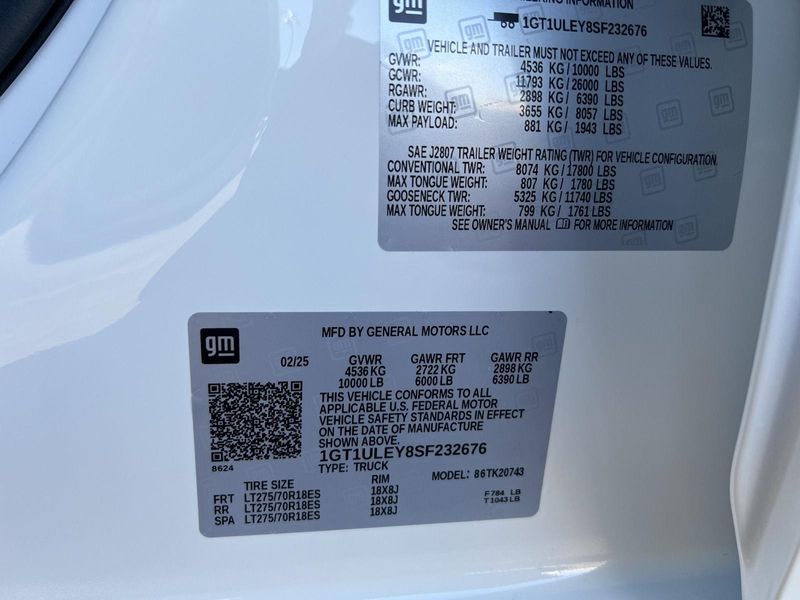 gm
1GT1ULEY8SF232676
VEHICLE AND TRAILER MUST NOT EXCEED ANY OF THESE VALUES.
GVWR: 4536 KG/10000 LBS
GCWR: 11793 KG/26000 LBS
RGAWR: 2898 KG/ 6390 LBS
CURB WEIGHT: 3655 KG/ 8057 LBS
MAX PAYLOAD: 881 KG/ 1943 LBS
SAE J2807 TRAILER WEIGHT RATING (TWR) FOR VEHICLE CONFIGURATION.
CONVENTIONAL TWR: 8074 KG/17800 LBS
MAX TONGUE WEIGHT: 807 KG/ 1780 LBS
GOOSENECK TWR: 5325 KG/11740 LBS
MAX TONGUE WEIGHT: 799 KG/ 1761 LBS
SEE OWNER'S MANUAL FOR MORE INFORMATION
gm
MFD BY GENERAL MOTORS LLC
02/25 GVWR GAWR FRT GAWR RR
4536 KG 2722 KG 2898 KG
10000 LB 6000 LB 6390 LB
THIS VEHICLE CONFORMS TO ALL
APPLICABLE U.S. FEDERAL MOTOR
VEHICLE SAFETY STANDARDS IN EFFECT
ON THE DATE OF MANUFACTURE
SHOWN ABOVE.
1GT1ULEY8SF232676
8624
TYPE: TRUCK
MODEL: 86TK20743
TIRE SIZE RIM
FRT LT275/70R18ES 18X8J
RR LT275/70R18ES 18X8J
SPA LT275/70R18ES 18X8J
F784 LB
T1043LB